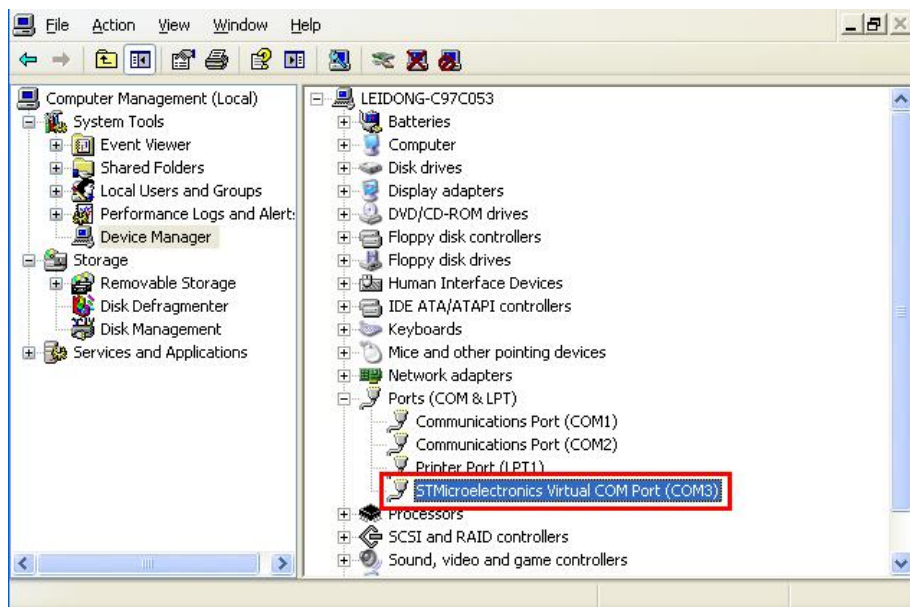 File Action View Window Help
Computer Management (Local)
System Tools
Event Viewer
Shared Folders
Local Users and Groups
Performance Logs and Alert:
Device Manager
Storage
Removable Storage
Disk Defragmenter
Disk Management
Services and Applications
LEIDONG-C97C053
Batteries
Computer
Disk drives
Display adapters
DVD/CD-ROM drives
Floppy disk controllers
Floppy disk drives
Human Interface Devices
IDE ATA/ATAPI controllers
Keyboards
Mice and other pointing devices
Network adapters
Ports (COM & LPT)
Communications Port (COM1)
Communications Port (COM2)
Printer Port (LPT1)
STMicroelectronics Virtual COM Port (COM3)
Processors
SCSI and RAID controllers
Sound, video and game controllers